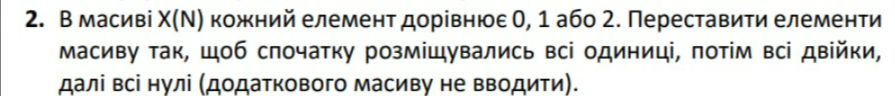 2. В масиві X(N) кожний елемент дорівнює 0, 1 або 2. Переставити елементи
масиву так, щоб спочатку розміщувались всі одиниці, потім всі двійки,
далі всі нулі (додаткового масиву не вводити).